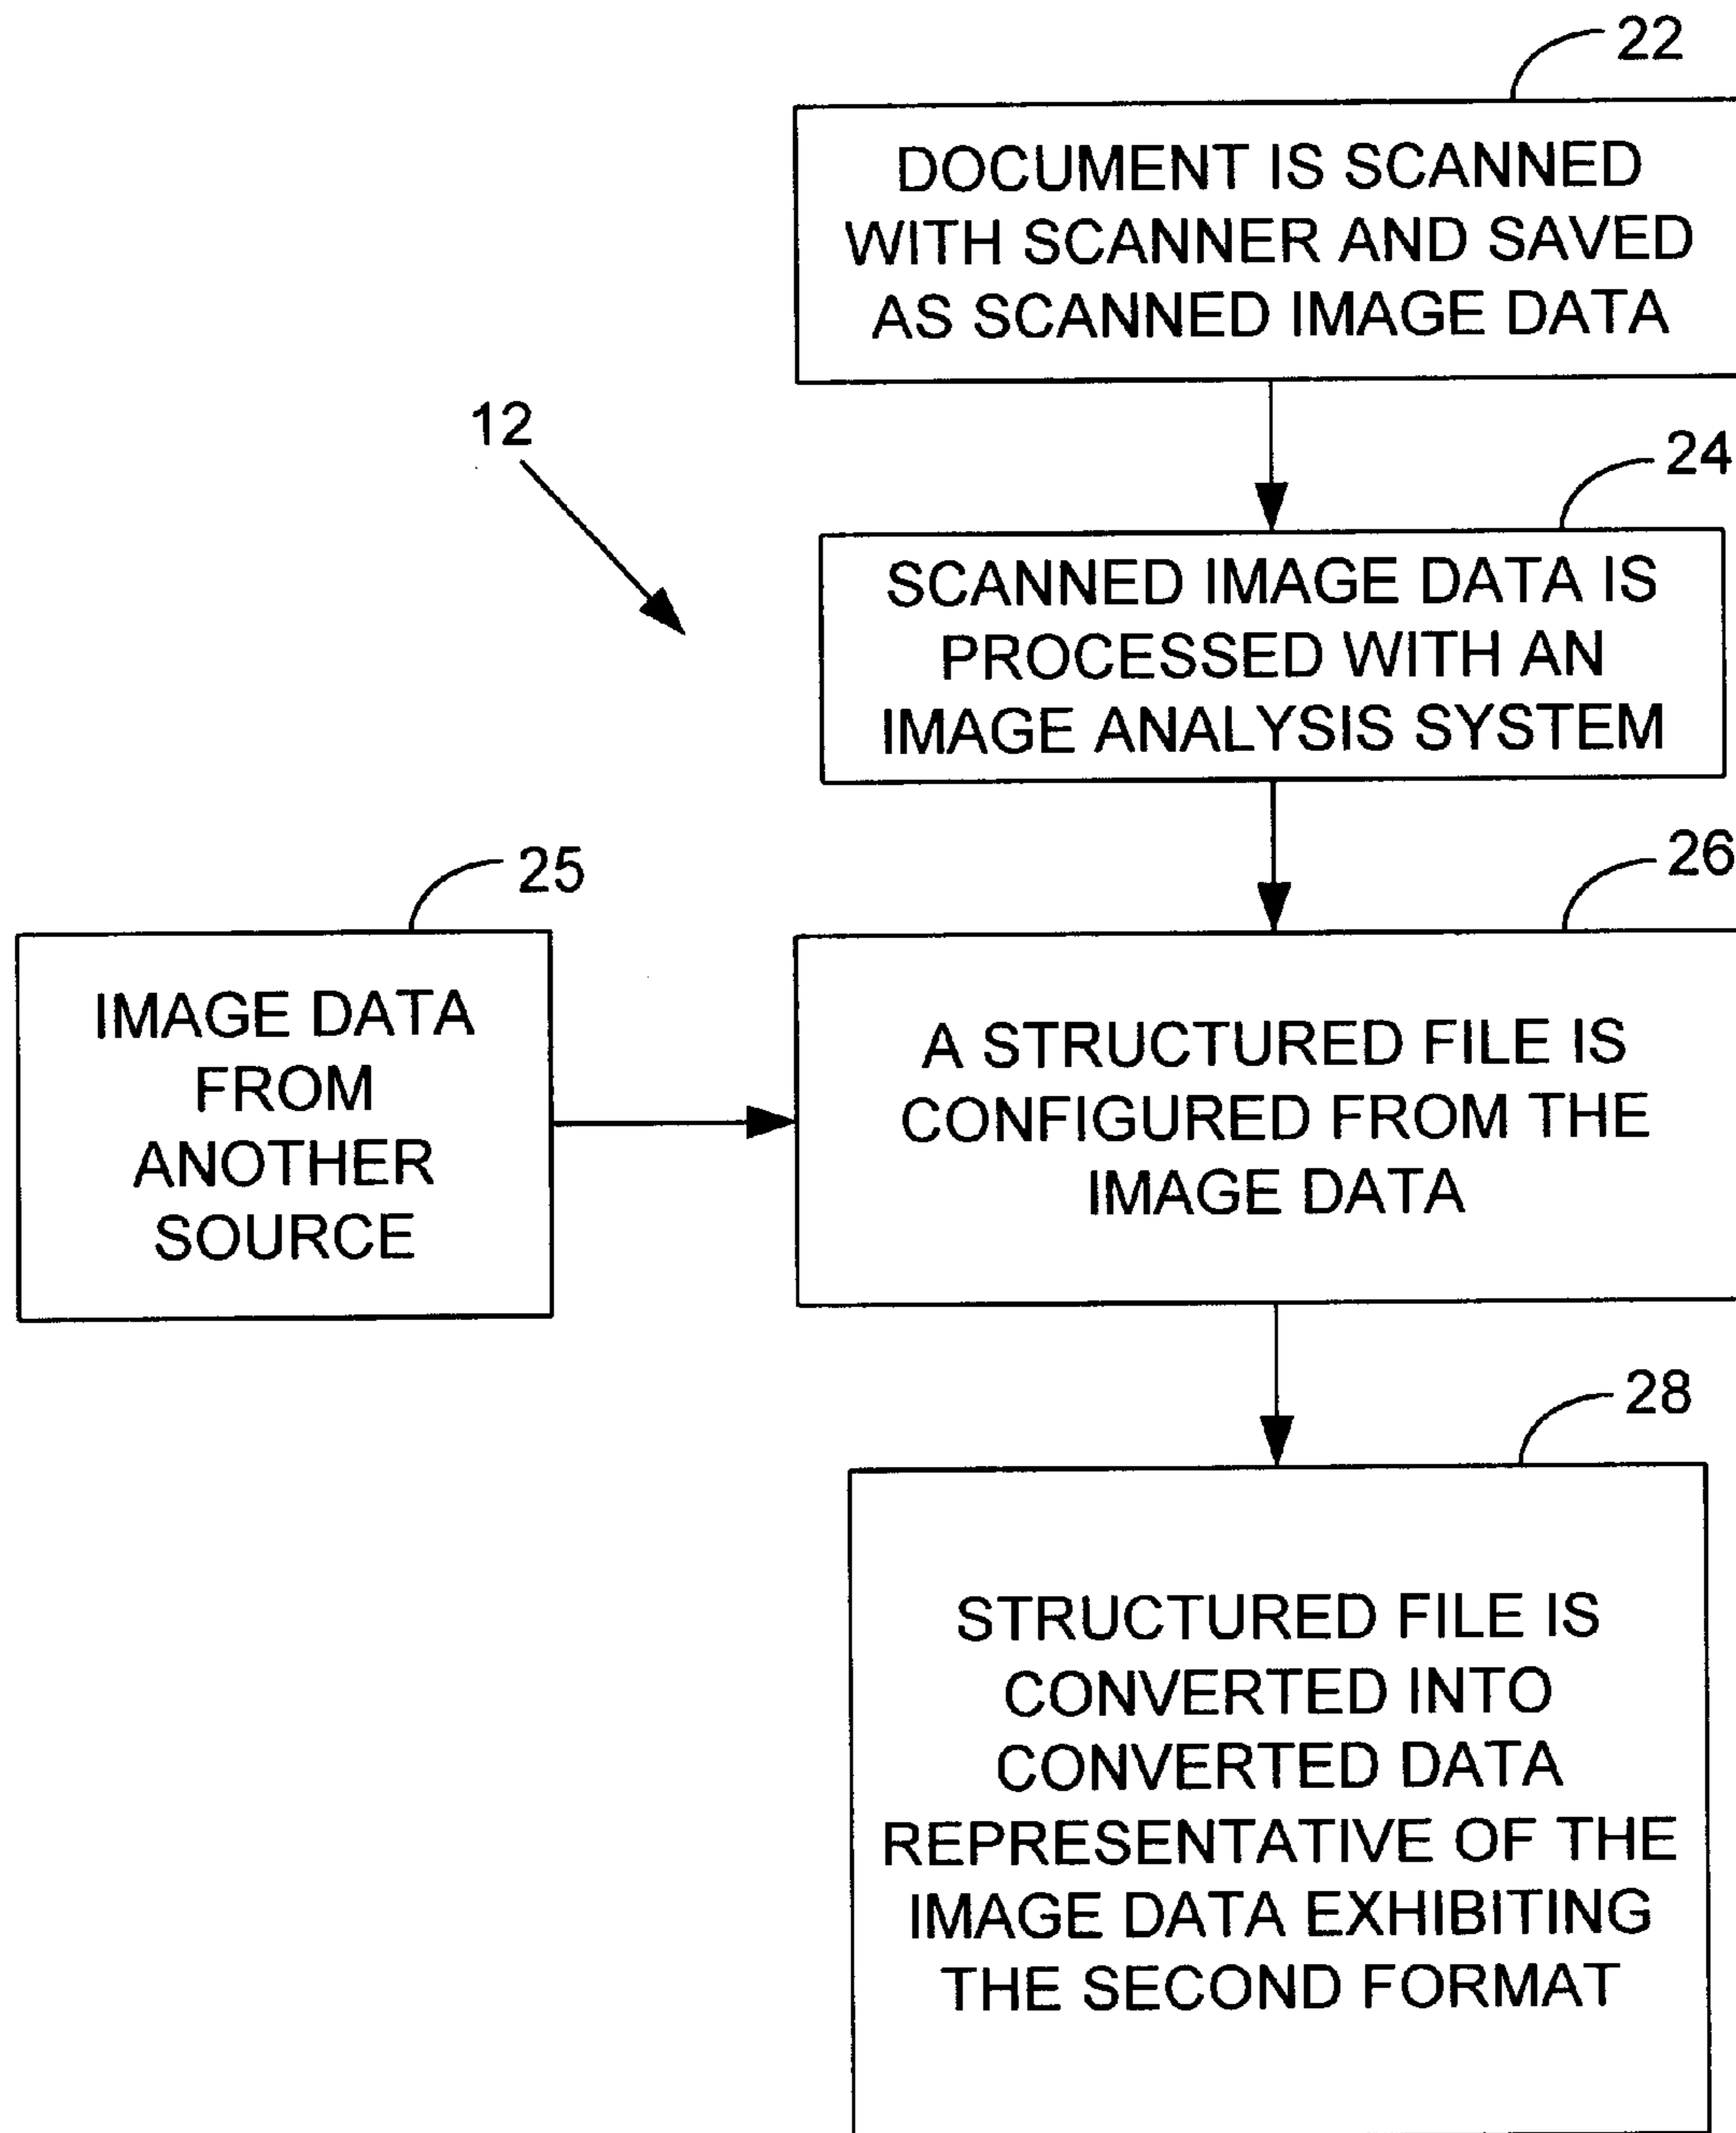 22
DOCUMENT IS SCANNED
WITH SCANNER AND SAVED
AS SCANNED IMAGE DATA
12
24
SCANNED IMAGE DATA IS
PROCESSED WITH AN
IMAGE ANALYSIS SYSTEM
25
IMAGE DATA
FROM
ANOTHER
SOURCE
26
A STRUCTURED FILE IS
CONFIGURED FROM THE
IMAGE DATA
28
STRUCTURED FILE IS
CONVERTED INTO
CONVERTED DATA
REPRESENTATIVE OF THE
IMAGE DATA EXHIBITING
THE SECOND FORMAT